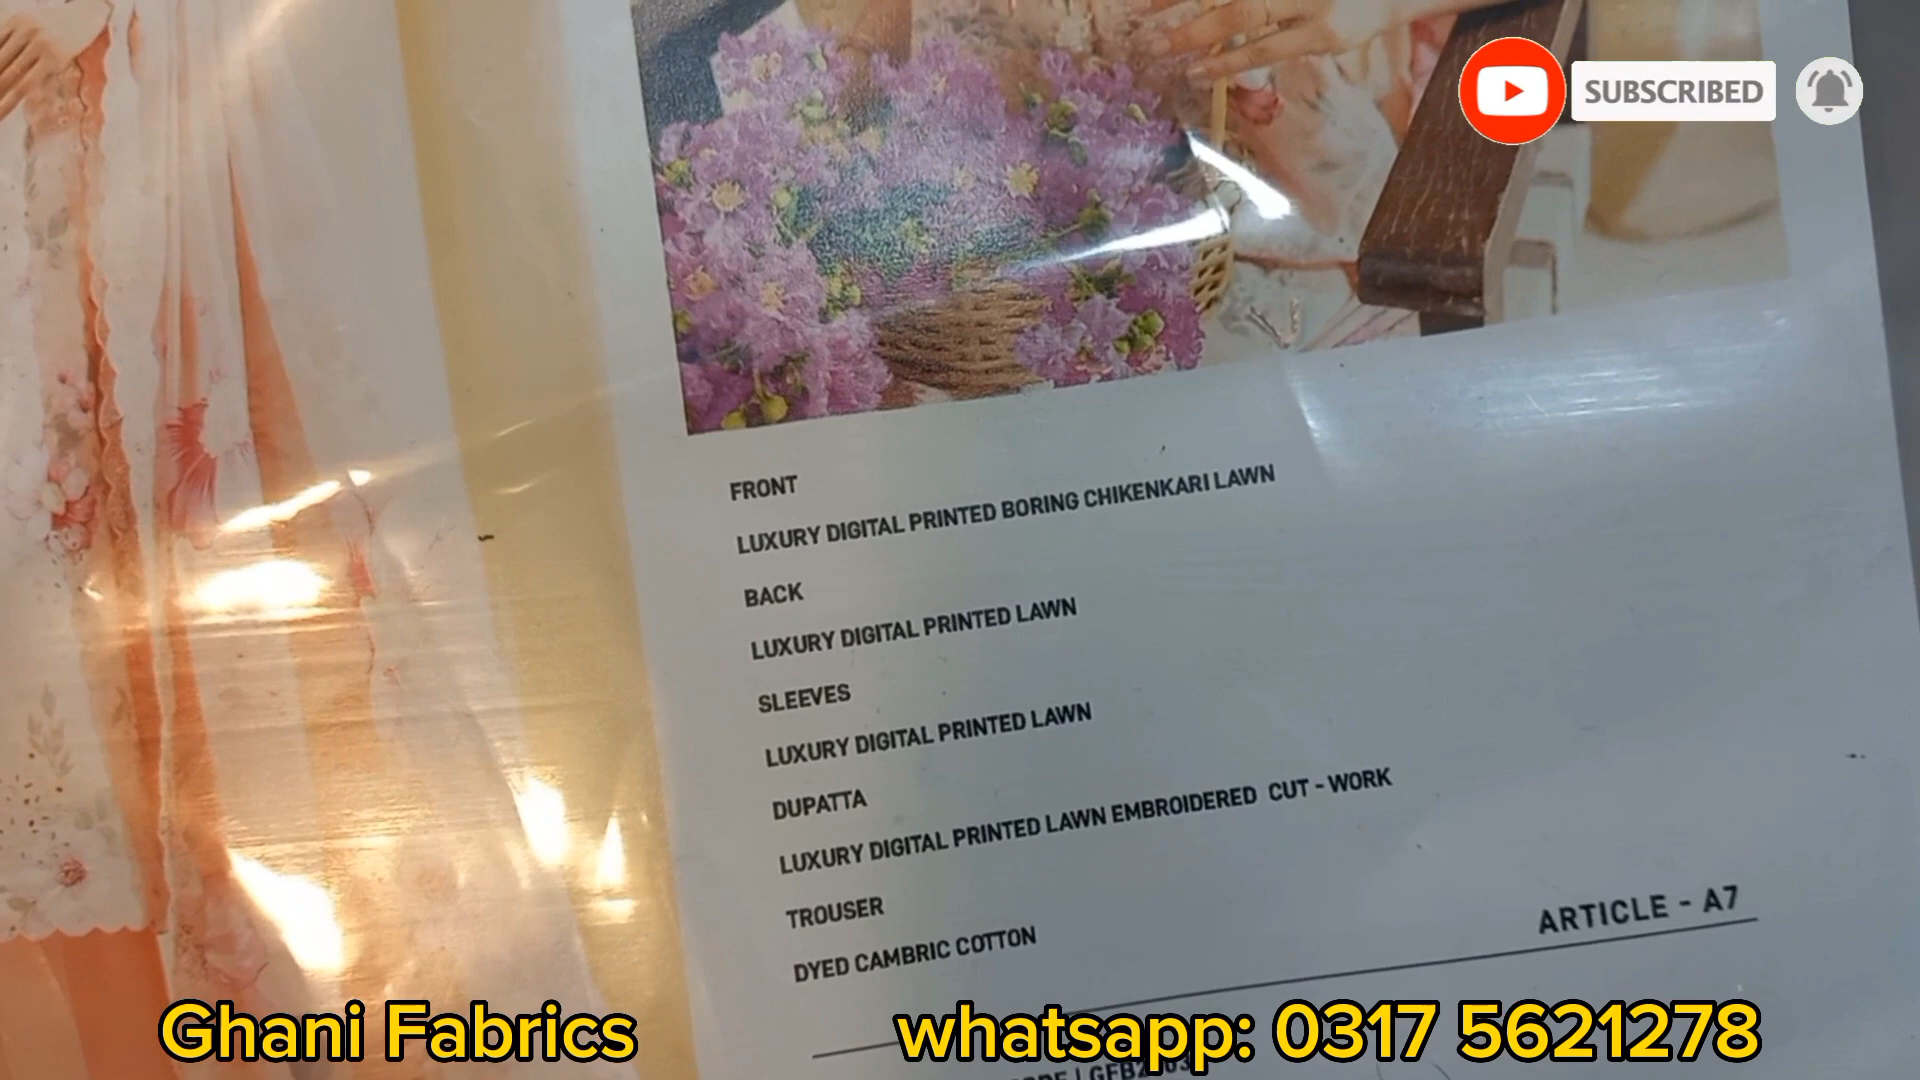 SUBSCRIBED
FRONT
LUXURY DIGITAL PRINTED BORING CHIKENKARI LAWN
BACK
LUXURY DIGITAL PRINTED LAWN
SLEEVES
LUXURY DIGITAL PRINTED LAWN
DUPATTA
LUXURY DIGITAL PRINTED LAWN EMBROIDERED CUT - WORK
TROUSER
DYED CAMBRIC COTTON
ARTICLE - A7
Ghani Fabrics
whatsapp: 0317 5621278